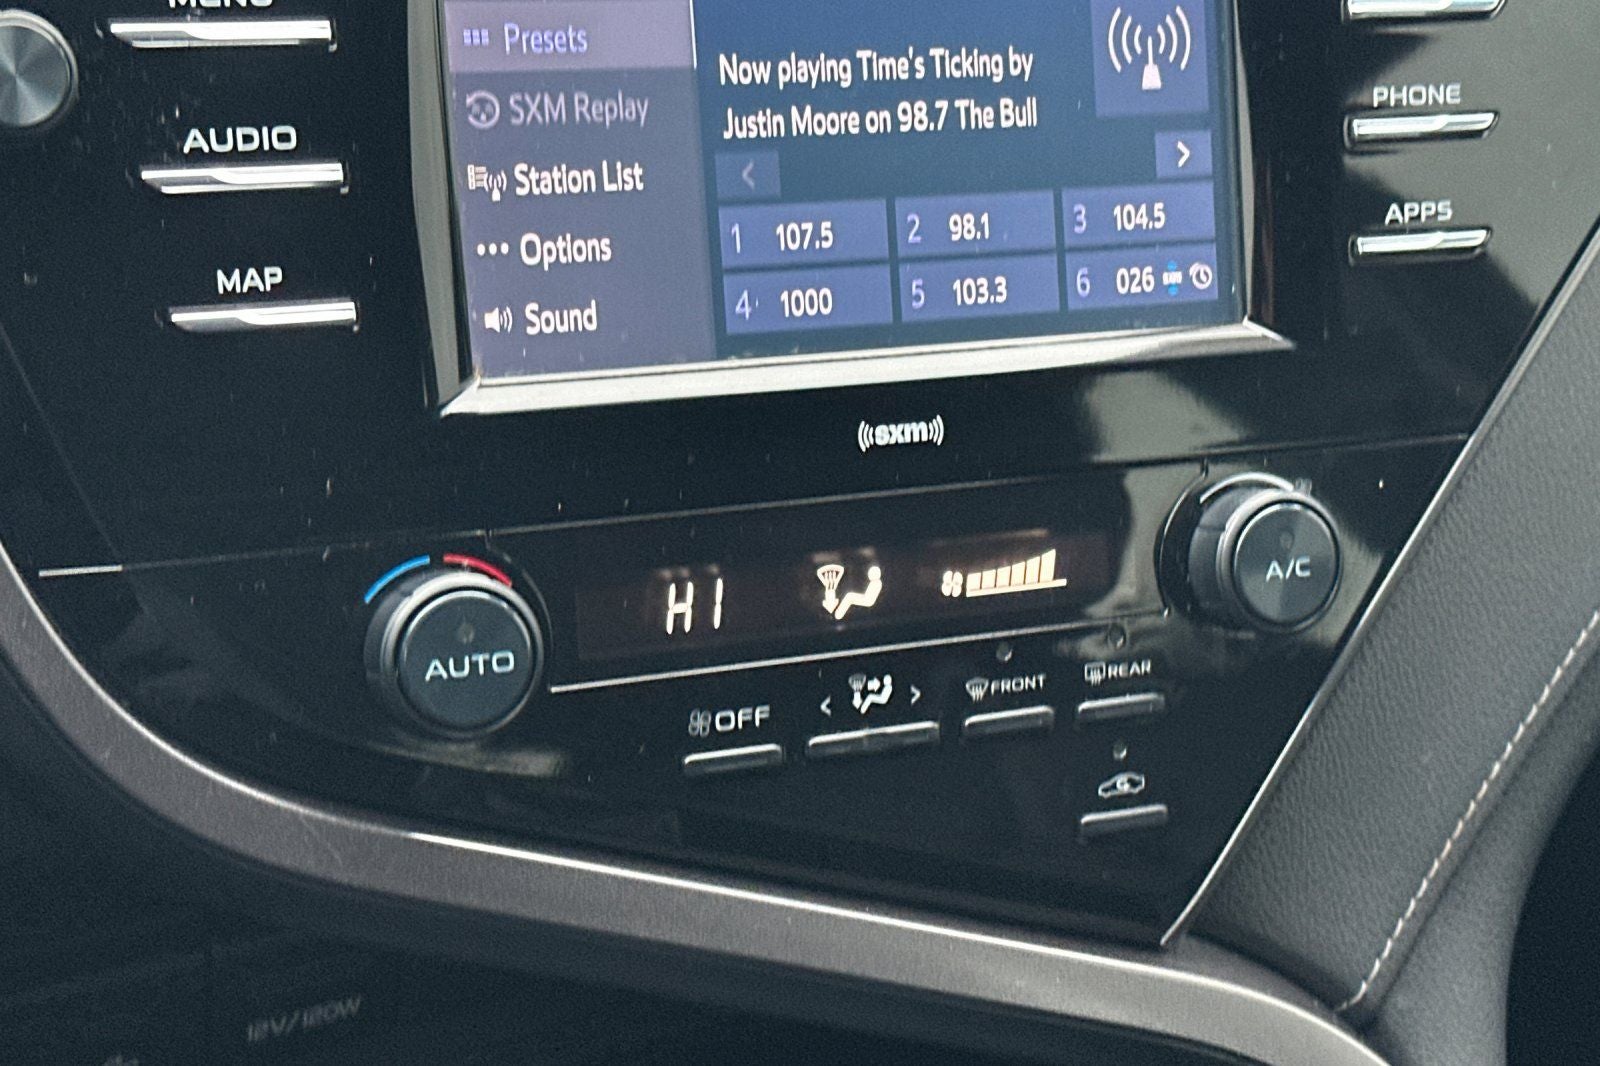 MENU
AUDIO
MAP
Presets
SXM Replay
Station List
Options
Sound
Now playing Time's Ticking by
Justin Moore on 98.7 The Bull
<
>
1 107.5
2 98.1
3 104.5
4 1000
5 103.3
6 026 SXM
PHONE
APPS
((sxm))
AUTO
HI
A/C
OFF
< >
FRONT
REAR
12V/120W